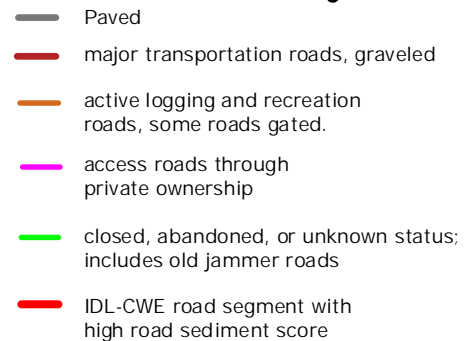 Paved
major transportation roads, graveled
active logging and recreation
roads, some roads gated.
access roads through
private ownership
closed, abandoned, or unknown status;
includes old jammer roads
IDL-CWE road segment with
high road sediment score